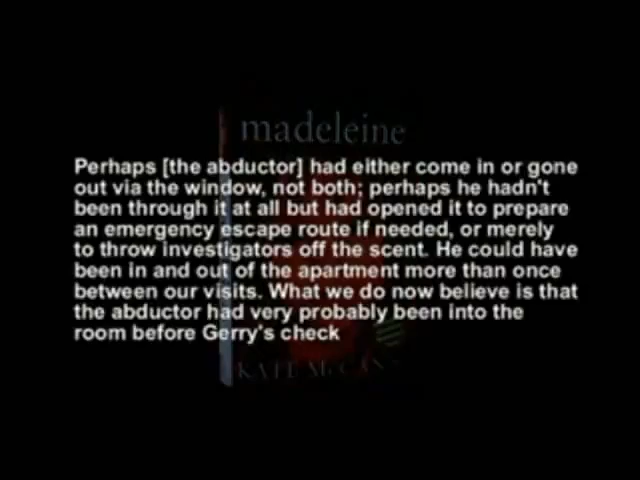 madeleine
Perhaps [the abductor] had either come in or gone
out via the window, not both; perhaps he hadn't
been through it at all but had opened it to prepare
an emergency escape route if needed, or merely
to throw investigators off the scent. He could have
been in and out of the apartment more than once
between our visits. What we do now believe is that
the abductor had very probably been into the
room before Gerry's check
KATE McCANN